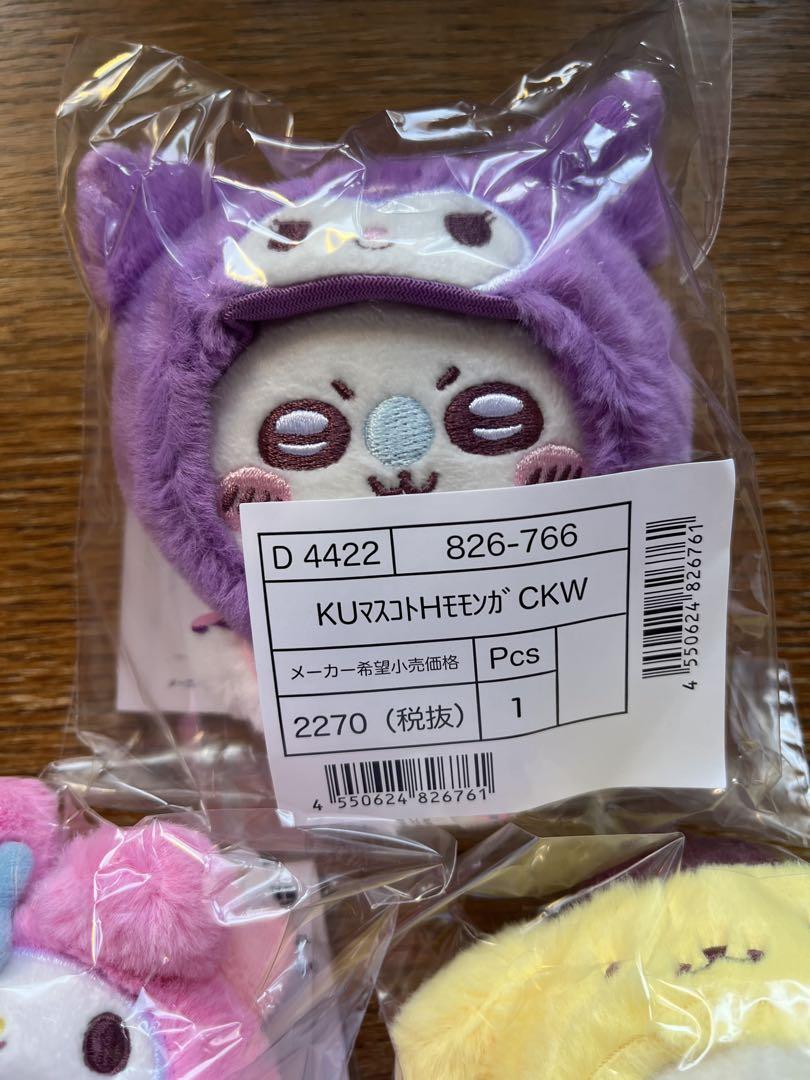 D 4422 826-766
KUﾏｽｺﾄHﾓﾓﾝｶﾞ CKW
メーカー希望小売価格 Pcs
2270（税抜） 1
4 550624 826761
4 550624 826761